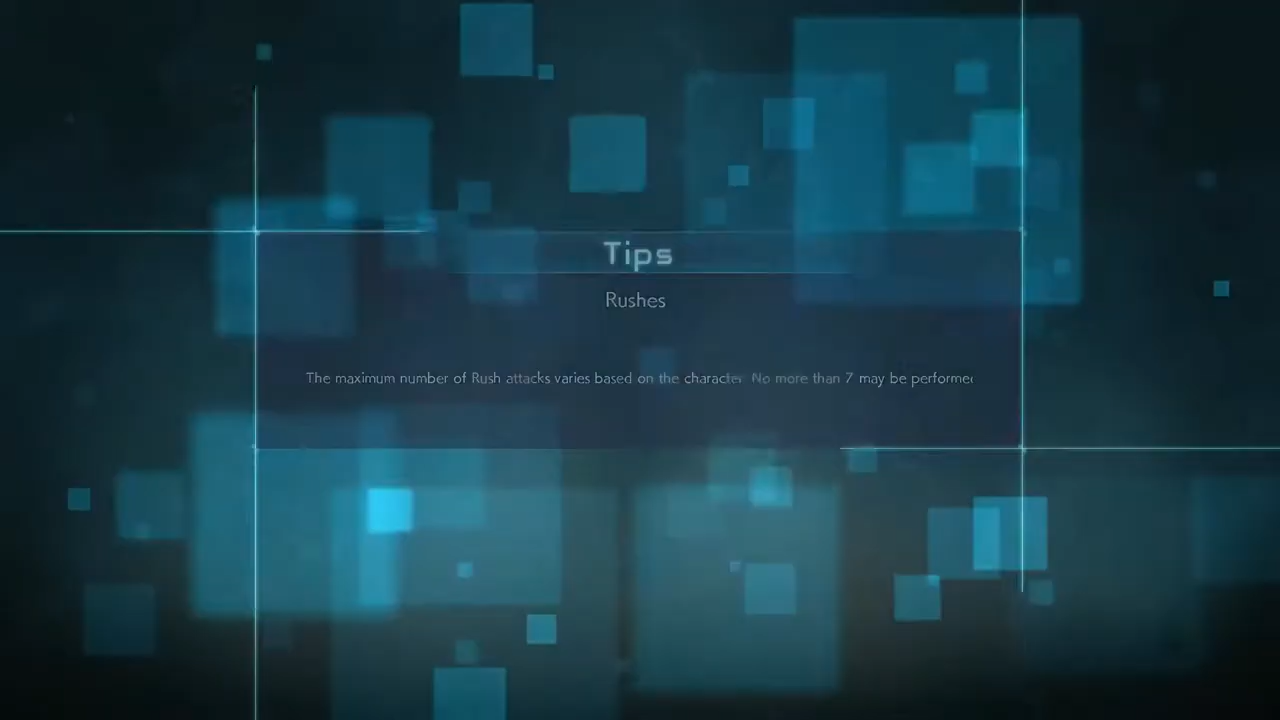 Tips
Rushes
The maximum number of Rush attacks varies based on the character. No more than 7 may be